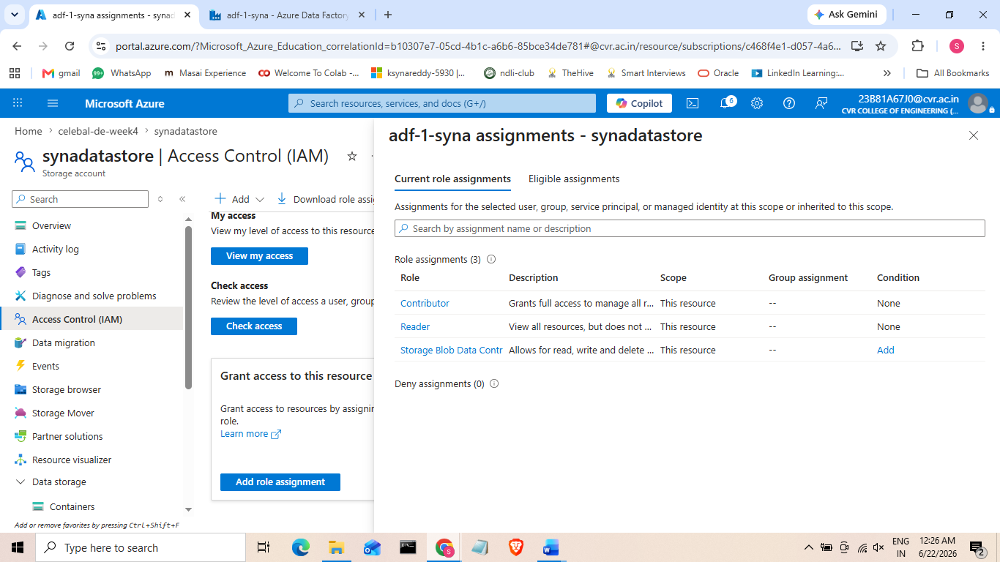 adf-1-syna assignments - synad
adf-1-syna - Azure Data Factory
Ask Gemini
portal.azure.com/?Microsoft_Azure_Education_correlationId=b10307e7-05cd-4b1c-a6b6-85bce34de781#@cvr.ac.in/resource/subscriptions/c468f4e1-d057-4a6...
S
gmail
99+
WhatsApp
m
Masai Experience
Welcome To Colab -...
ksynareddy-5930 |...
ndli-club
TheHive
Smart Interviews
Oracle
LinkedIn Learning:...
All Bookmarks
Microsoft Azure
Search resources, services, and docs (G+/)
Copilot
6
23B81A67J0@cvr.ac.in
CVR COLLEGE OF ENGINEERING (...
Home > celebal-de-week4 > synadatastore
synadatastore | Access Control (IAM)
Storage account
Search
Overview
Activity log
Tags
Diagnose and solve problems
Access Control (IAM)
Data migration
Events
Storage browser
Storage Mover
Partner solutions
Resource visualizer
Data storage
Containers
Add or remove favorites by pressing Ctrl+Shift+F
Add
Download role assi
My access
View my level of access to this resource
View my access
Check access
Review the level of access a user, group
Check access
Grant access to this resource
Grant access to resources by assignin
role.
Learn more
Add role assignment
adf-1-syna assignments - synadatastore
Current role assignments
Eligible assignments
Assignments for the selected user, group, service principal, or managed identity at this scope or inherited to this scope.
Search by assignment name or description
Role assignments (3)
Role Description Scope Group assignment Condition
Contributor Grants full access to manage all r... This resource -- None
Reader View all resources, but does not ... This resource -- None
Storage Blob Data Contr Allows for read, write and delete ... This resource -- Add
Deny assignments (0)
Type here to search
S
ENG
IN
12:26 AM
6/22/2026
2